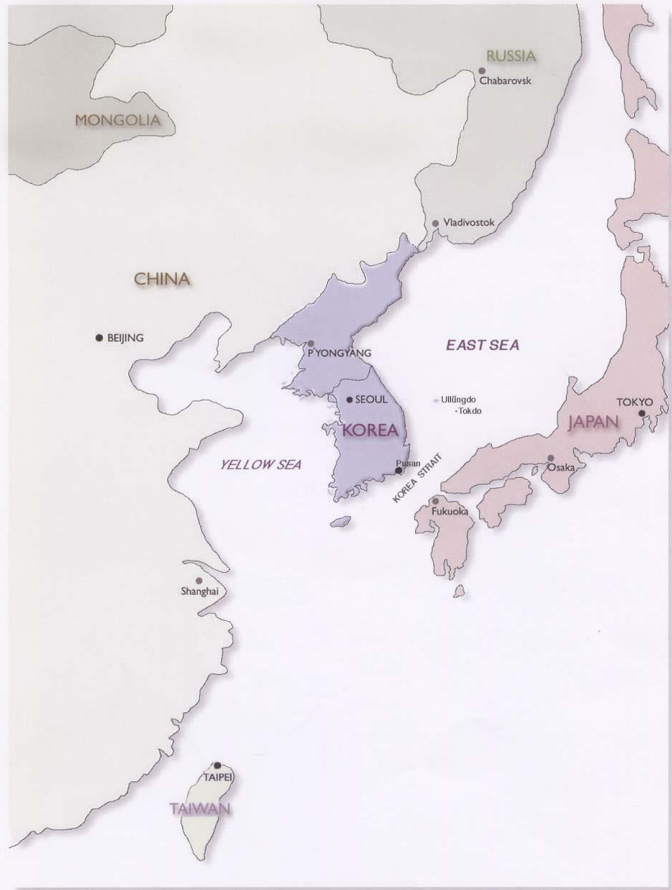 RUSSIA
Chabarovsk
MONGOLIA
Vladivostok
CHINA
BEIJING
EAST SEA
P'YONGYANG
SEOUL
Ullŭngdo
Tokdo
TOKYO
KOREA
JAPAN
YELLOW SEA
Pusan
KOREA STRAIT
Osaka
Fukuoka
Shanghai
TAIPEI
TAIWAN